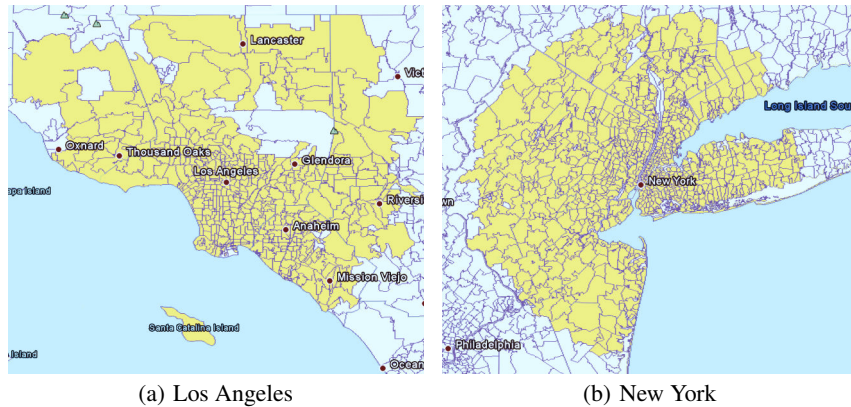 Lancaster
Vict
Oxnard
Thousand Oaks
Glendora
Los Angeles
apa Island
Riversi
Anaheim
Mission Viejo
Santa Catalina Island
Island
Ocean
(a) Los Angeles
Long Island Sou
New York
wn
Philadelphia
(b) New York